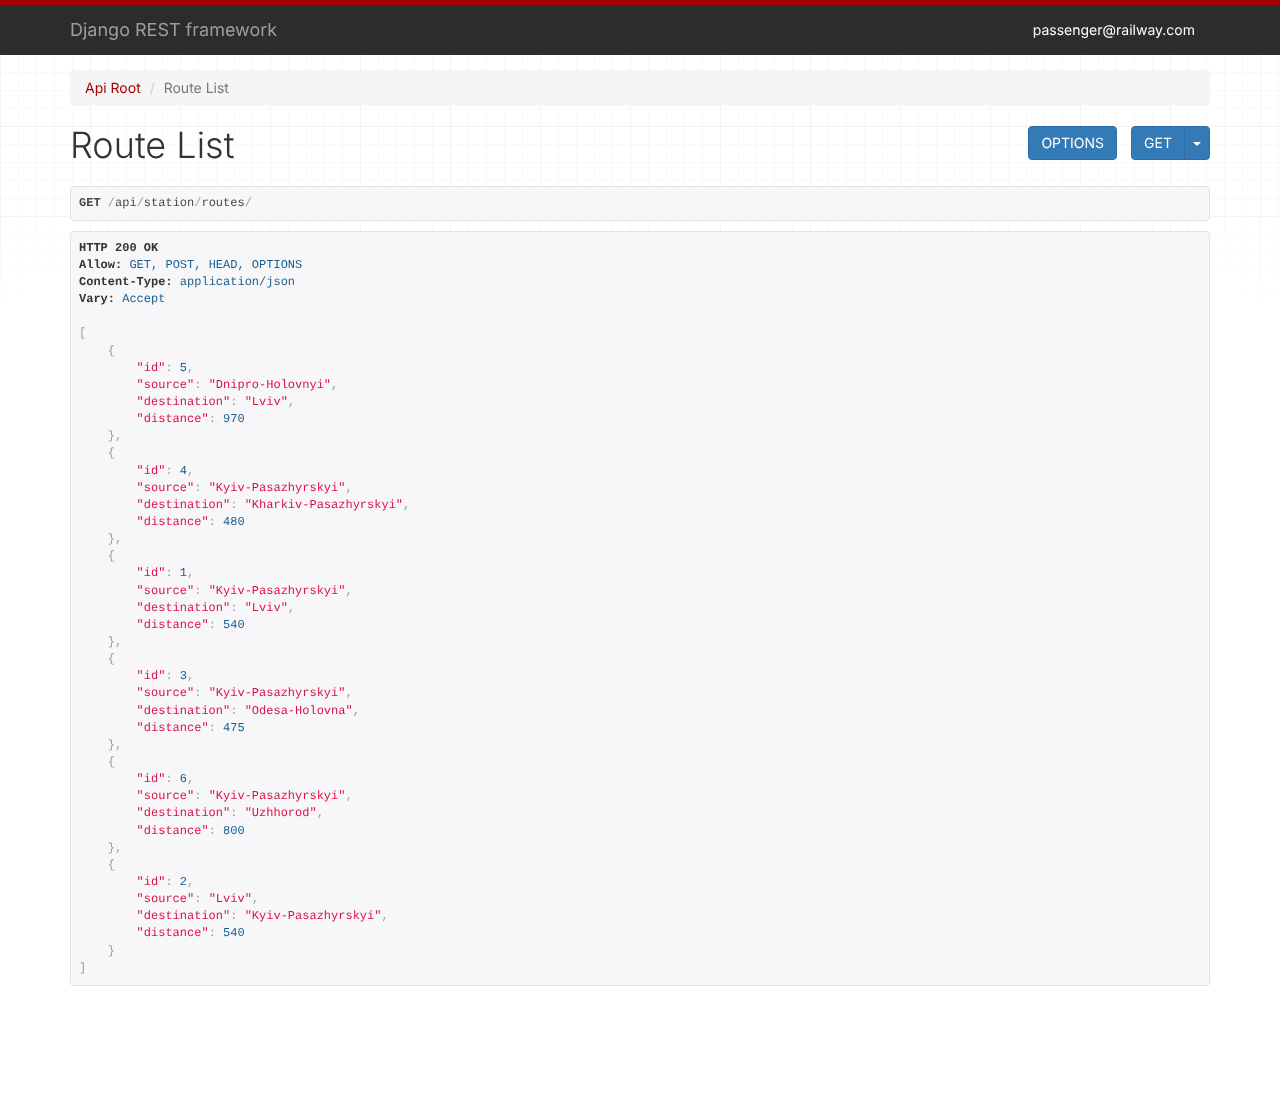 Django REST framework
passenger@railway.com
Api Root / Route List
Route List
OPTIONS
GET
GET /api/station/routes/
HTTP 200 OK
Allow: GET, POST, HEAD, OPTIONS
Content-Type: application/json
Vary: Accept
[
    {
        "id": 5,
        "source": "Dnipro-Holovnyi",
        "destination": "Lviv",
        "distance": 970
    },
    {
        "id": 4,
        "source": "Kyiv-Pasazhyrskyi",
        "destination": "Kharkiv-Pasazhyrskyi",
        "distance": 480
    },
    {
        "id": 1,
        "source": "Kyiv-Pasazhyrskyi",
        "destination": "Lviv",
        "distance": 540
    },
    {
        "id": 3,
        "source": "Kyiv-Pasazhyrskyi",
        "destination": "Odesa-Holovna",
        "distance": 475
    },
    {
        "id": 6,
        "source": "Kyiv-Pasazhyrskyi",
        "destination": "Uzhhorod",
        "distance": 800
    },
    {
        "id": 2,
        "source": "Lviv",
        "destination": "Kyiv-Pasazhyrskyi",
        "distance": 540
    }
]